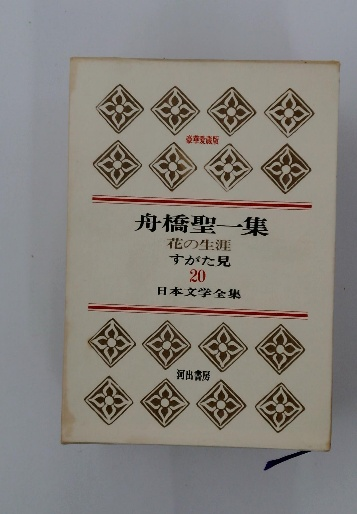 豪華愛蔵版
舟橋聖一集
花の生涯
すがた見
20
日本文学全集
河出書房